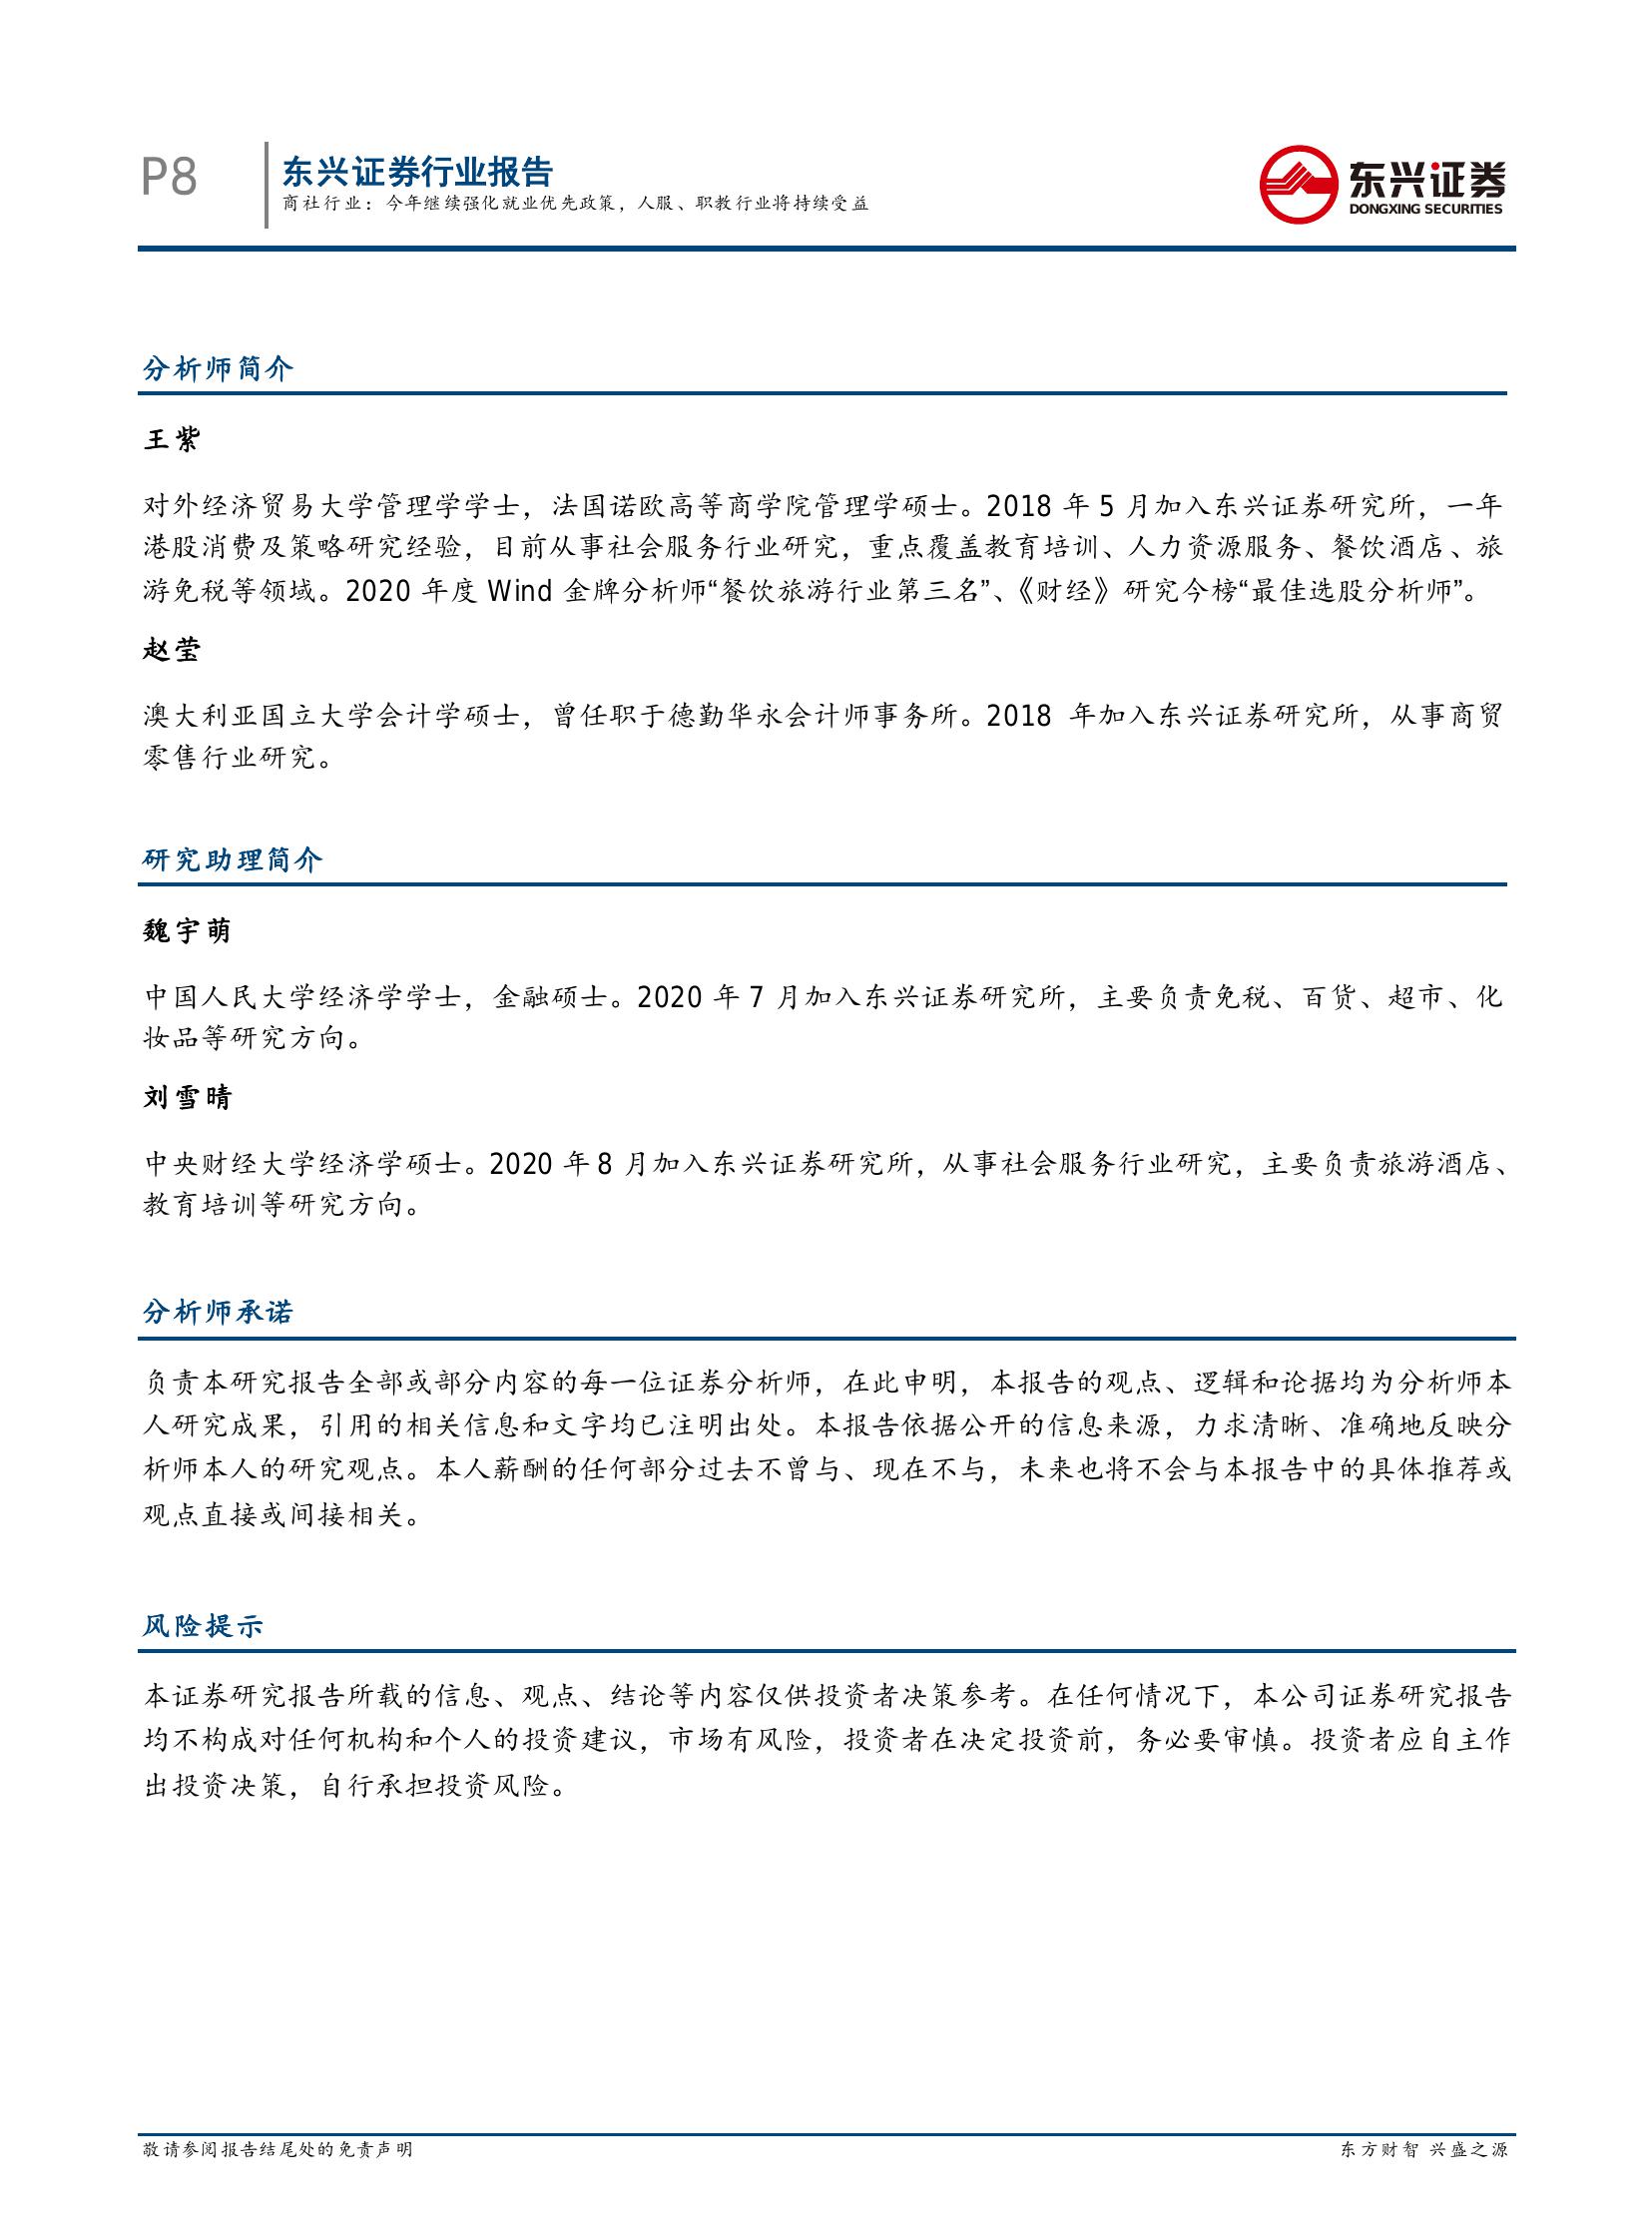 P8
东兴证券行业报告
商社行业：今年继续强化就业优先政策，人服、职教行业将持续受益
东兴证券
DONGXING SECURITIES
分析师简介
王紫
对外经济贸易大学管理学学士，法国诺欧高等商学院管理学硕士。2018 年 5 月加入东兴证券研究所，一年
港股消费及策略研究经验，目前从事社会服务行业研究，重点覆盖教育培训、人力资源服务、餐饮酒店、旅
游免税等领域。2020 年度 Wind 金牌分析师“餐饮旅游行业第三名”、《财经》研究今榜“最佳选股分析师”。
赵莹
澳大利亚国立大学会计学硕士，曾任职于德勤华永会计师事务所。2018 年加入东兴证券研究所，从事商贸
零售行业研究。
研究助理简介
魏宇萌
中国人民大学经济学学士，金融硕士。2020 年 7 月加入东兴证券研究所，主要负责免税、百货、超市、化
妆品等研究方向。
刘雪晴
中央财经大学经济学硕士。2020 年 8 月加入东兴证券研究所，从事社会服务行业研究，主要负责旅游酒店、
教育培训等研究方向。
分析师承诺
负责本研究报告全部或部分内容的每一位证券分析师，在此申明，本报告的观点、逻辑和论据均为分析师本
人研究成果，引用的相关信息和文字均已注明出处。本报告依据公开的信息来源，力求清晰、准确地反映分
析师本人的研究观点。本人薪酬的任何部分过去不曾与、现在不与，未来也将不会与本报告中的具体推荐或
观点直接或间接相关。
风险提示
本证券研究报告所载的信息、观点、结论等内容仅供投资者决策参考。在任何情况下，本公司证券研究报告
均不构成对任何机构和个人的投资建议，市场有风险，投资者在决定投资前，务必要审慎。投资者应自主作
出投资决策，自行承担投资风险。
敬请参阅报告结尾处的免责声明
东方财智 兴盛之源